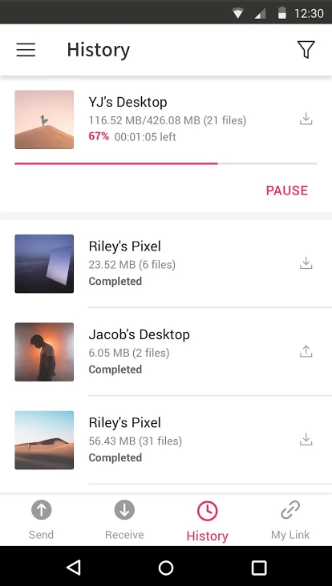 12:30
History
YJ's Desktop
116.52 MB/426.08 MB (21 files)
67% 00:01:05 left
PAUSE
Riley's Pixel
23.52 MB (6 files)
Completed
Jacob's Desktop
6.05 MB (2 files)
Completed
Riley's Pixel
56.43 MB (31 files)
Completed
Send
Receive
History
My Link